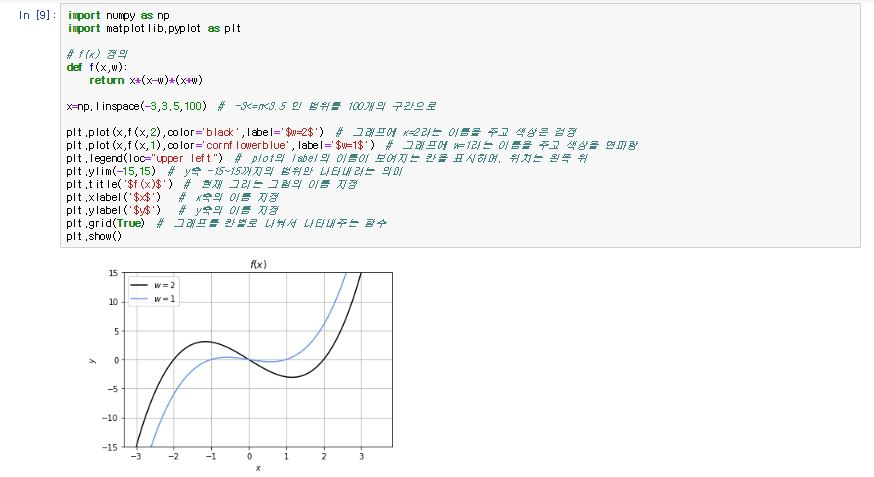 In [9]:
import numpy as np
import matplotlib.pyplot as plt
# f(x) 정의
def f(x,w):
return x*(x-w)*(x+w)
x=np.linspace(-3,3.5,100) # -3<=n<3.5 인 범위를 100개의 구간으로
plt.plot(x,f(x,2),color='black',label='$w=2$') # 그래프에 x=2라는 이름을 주고 색상은 검정
plt.plot(x,f(x,1),color='cornflowerblue',label='$w=1$') # 그래프에 w=1라는 이름을 주고 색상을 연파랑
plt.legend(loc="upper left") # plot의 label의 이름이 보여지는 칸을 표시하며, 위치는 왼쪽 위
plt.ylim(-15,15) # y축 -15~15까지의 범위만 나타내라는 의미
plt.title('$f(x)$') # 현재 그리는 그림의 이름 지정
plt.xlabel('$x$') # x축의 이름 지정
plt.ylabel('$y$') # y축의 이름 지정
plt.grid(True) # 그래프를 칸별로 나눠서 나타내주는 함수
plt.show()
f(x)
w = 2
w = 1
15
10
5
0
−5
−10
−15
y
−3 −2 −1 0 1 2 3
x